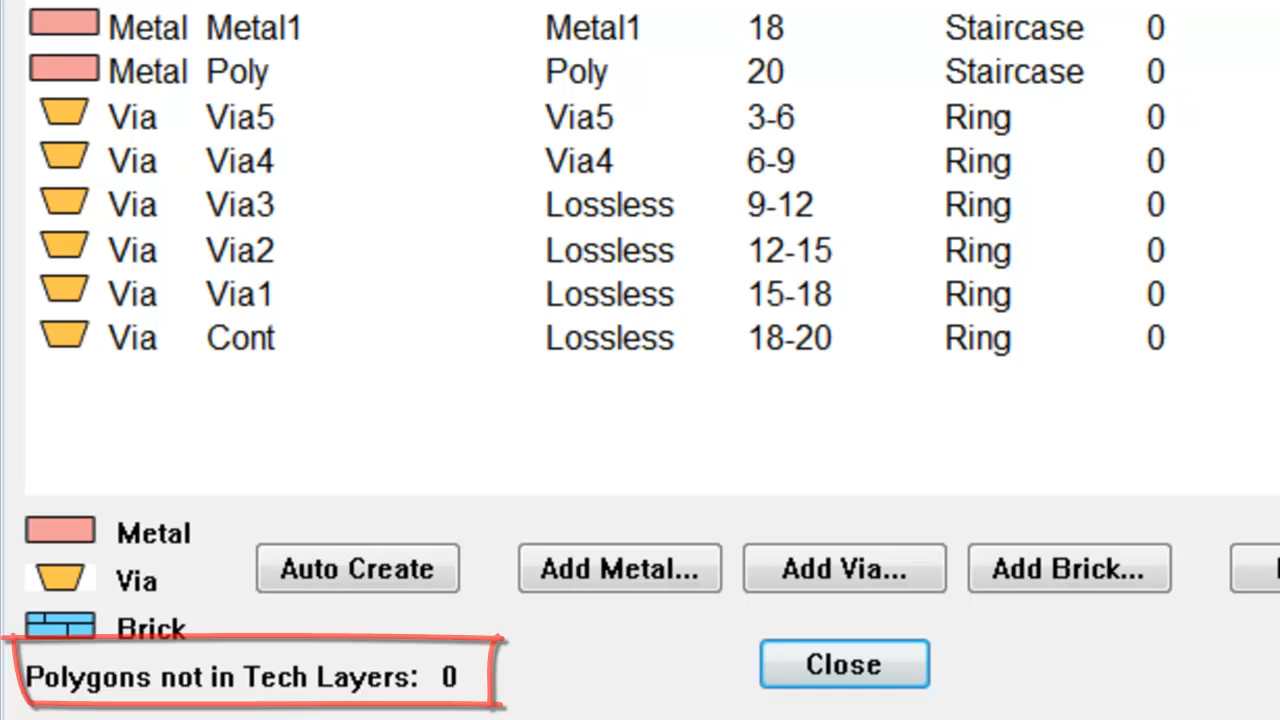 Metal Metal1 Metal1 18 Staircase 0
Metal Poly Poly 20 Staircase 0
Via Via5 Via5 3-6 Ring 0
Via Via4 Via4 6-9 Ring 0
Via Via3 Lossless 9-12 Ring 0
Via Via2 Lossless 12-15 Ring 0
Via Via1 Lossless 15-18 Ring 0
Via Cont Lossless 18-20 Ring 0
Metal
Via
Brick
Auto Create Add Metal... Add Via... Add Brick...
Polygons not in Tech Layers: 0
Close